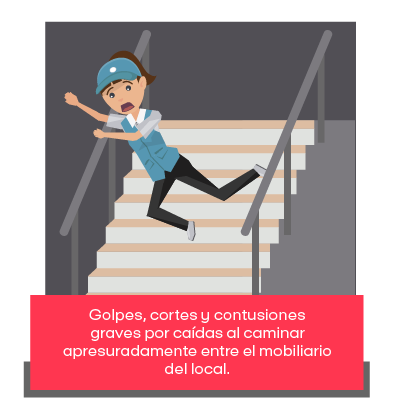 Golpes, cortes y contusiones
graves por caídas al caminar
apresuradamente entre el mobiliario
del local.